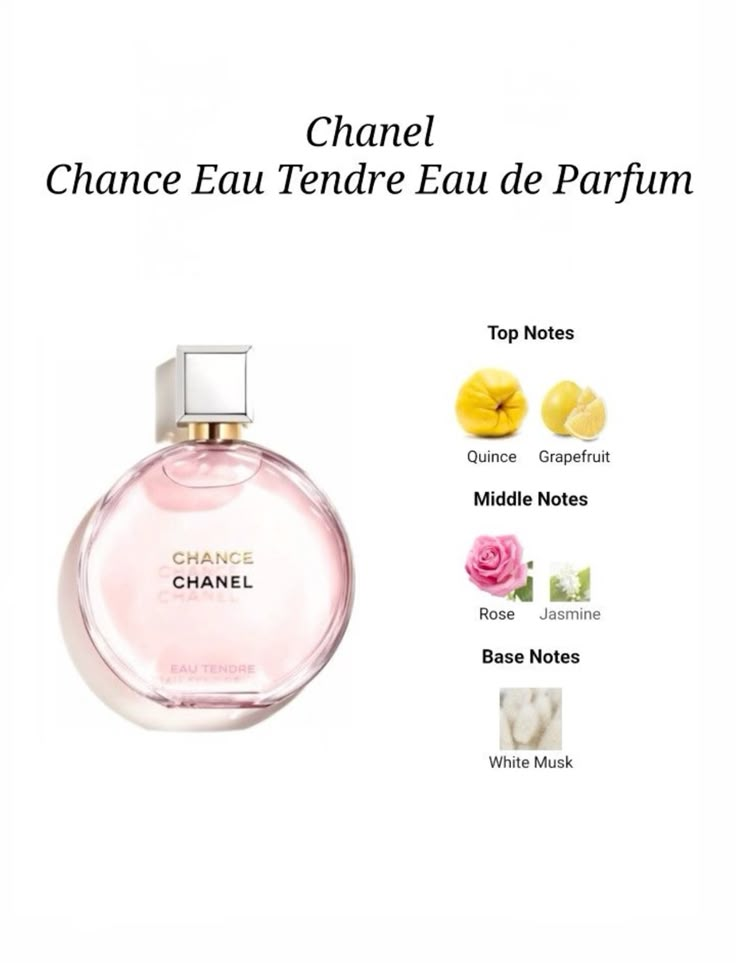 Chanel
Chance Eau Tendre Eau de Parfum
Top Notes
Quince Grapefruit
Middle Notes
Rose Jasmine
Base Notes
White Musk
CHANCE
CHANEL
EAU TENDRE